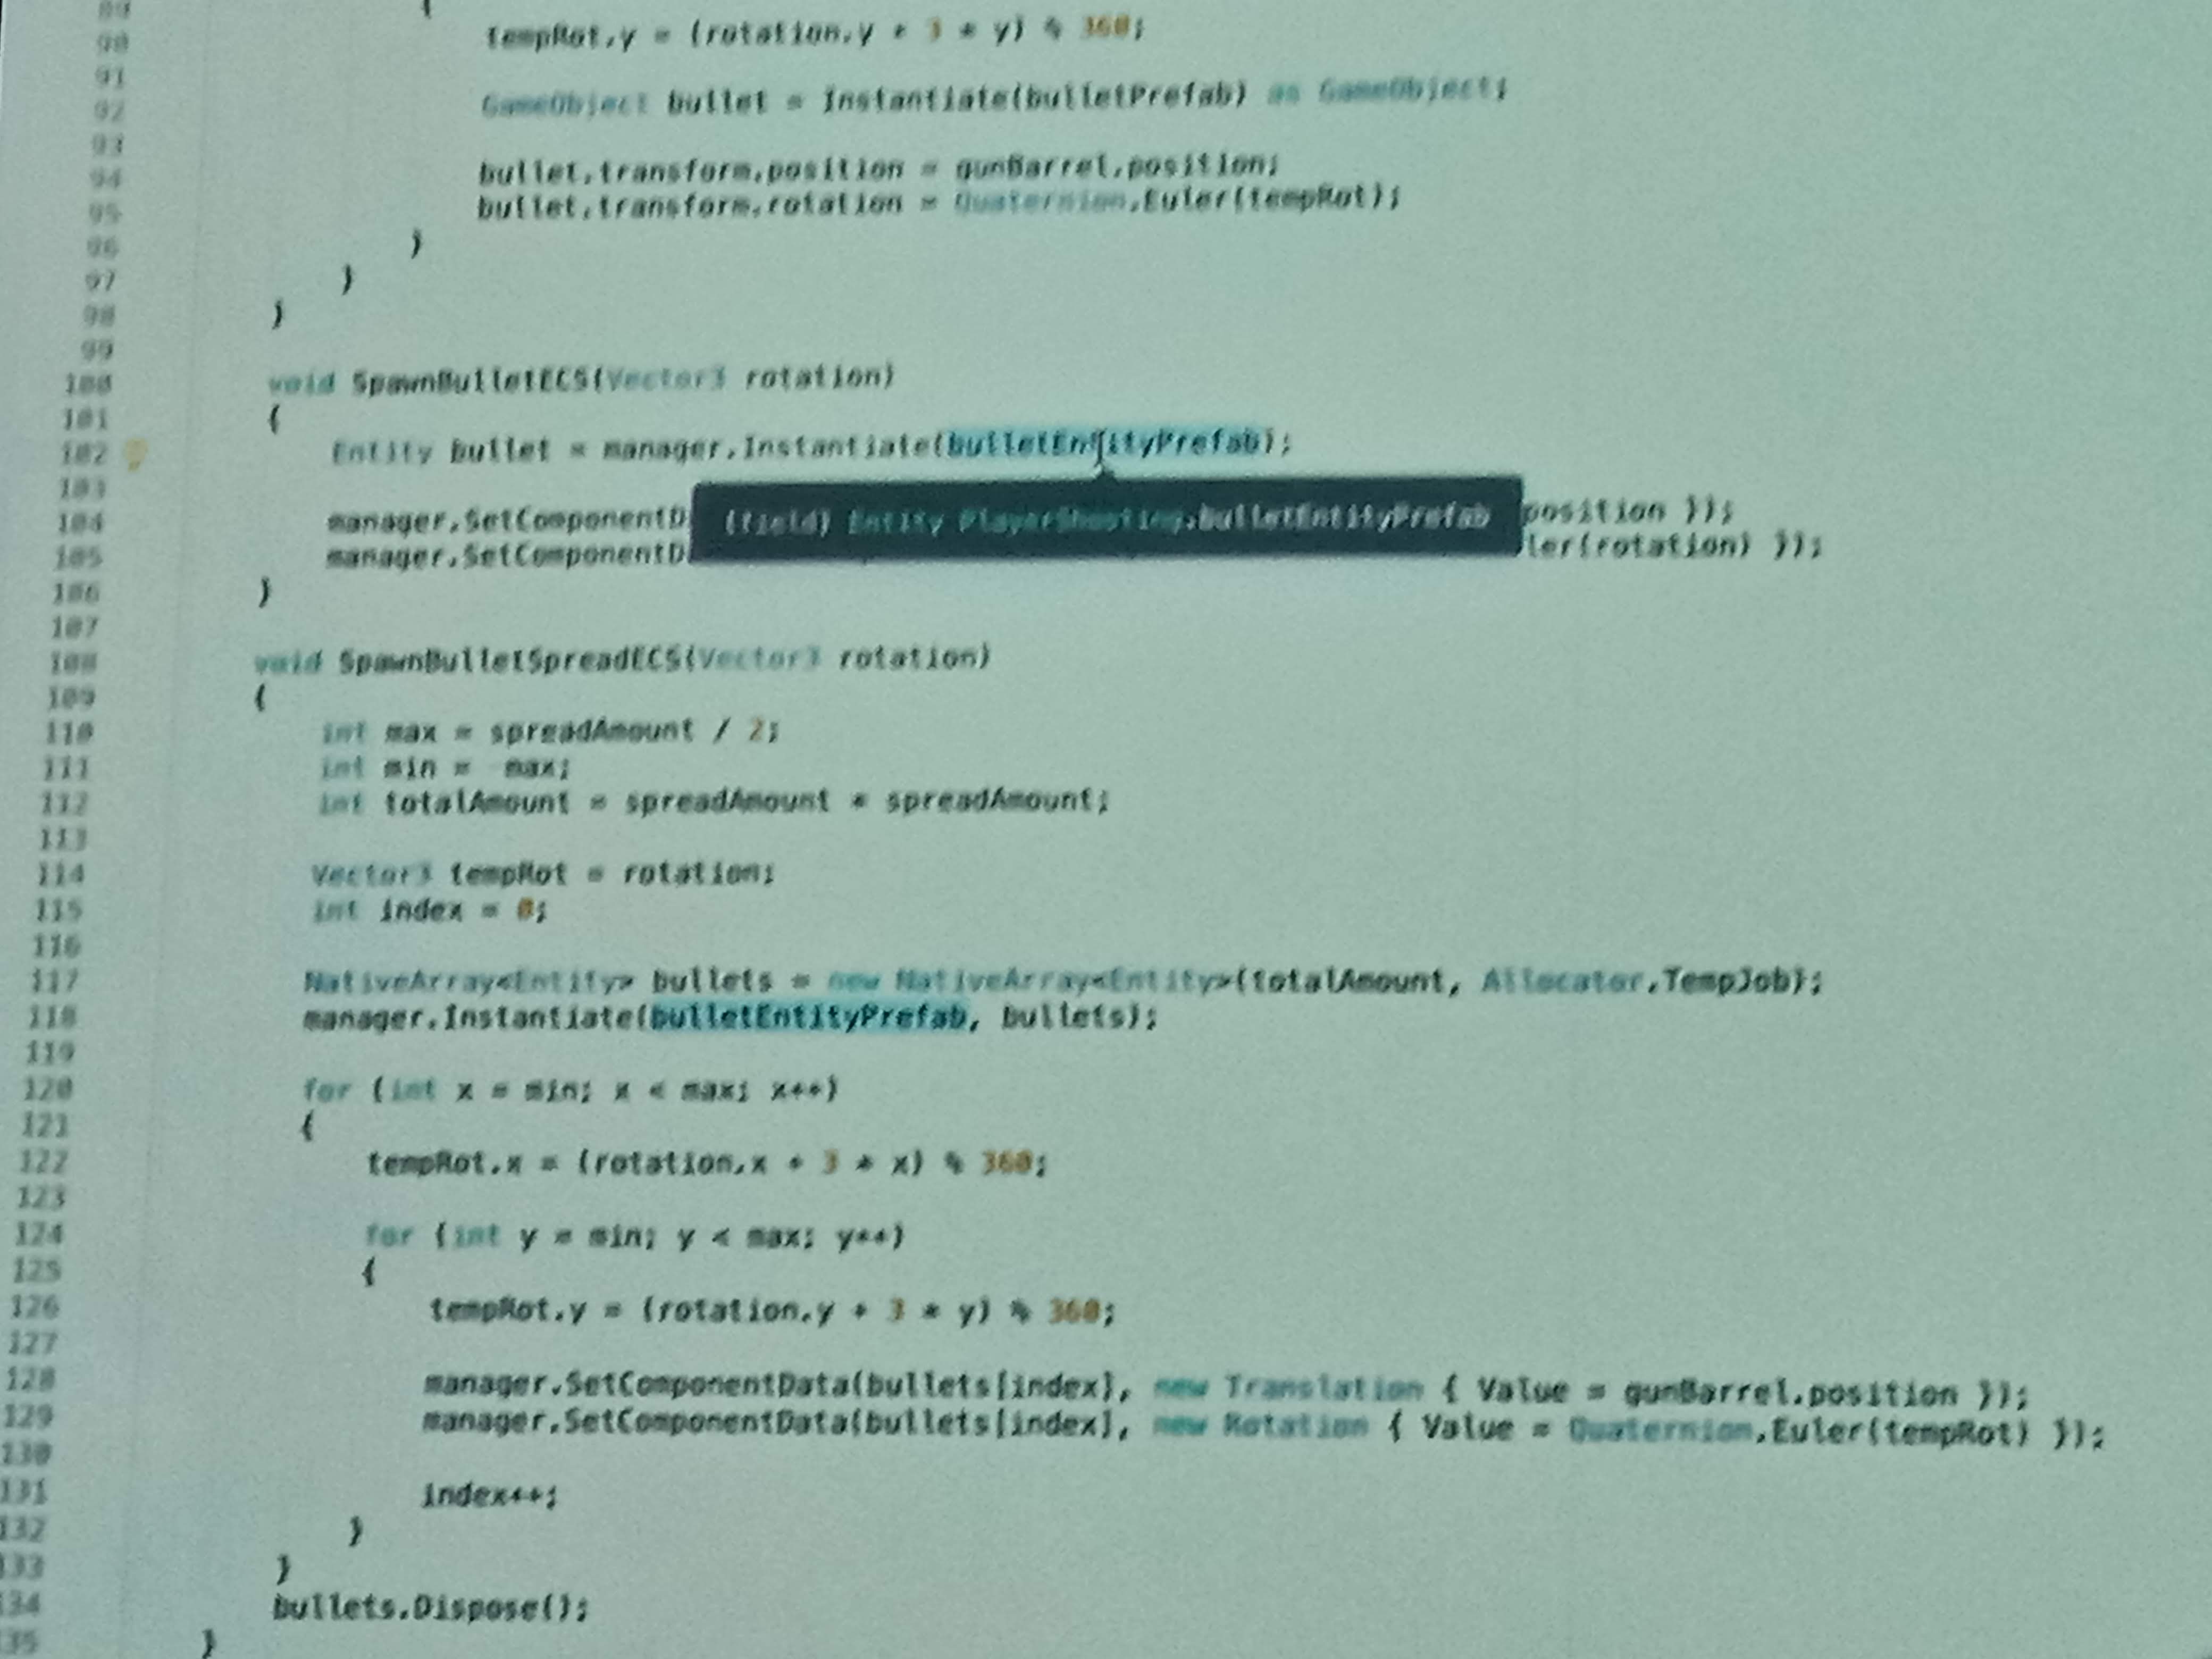 89 {
90 tempRot.y = (rotation.y + 3 * y) % 360;
91
92 GameObject bullet = Instantiate(bulletPrefab) as GameObject;
93
94 bullet.transform.position = gunBarrel.position;
95 bullet.transform.rotation = Quaternion.Euler(tempRot);
96 }
97 }
98 }
99
100 void SpawnBulletECS(Vector3 rotation)
101 {
102 Entity bullet = manager.Instantiate(bulletEntityPrefab);
103
(field) Entity PlayerShooting.bulletEntityPrefab
104 manager.SetComponentD position });
105 manager.SetComponentD ler(rotation) });
106 }
107
108 void SpawnBulletSpreadECS(Vector3 rotation)
109 {
110 int max = spreadAmount / 2;
111 int min = max;
112 int totalAmount = spreadAmount * spreadAmount;
113
114 Vector3 tempRot = rotation;
115 int index = 0;
116
117 NativeArray<Entity> bullets = new NativeArray<Entity>(totalAmount, Allocator.TempJob);
118 manager.Instantiate(bulletEntityPrefab, bullets);
119
120 for (int x = min; x < max; x++)
121 {
122 tempRot.x = (rotation.x + 3 * x) % 360;
123
124 for (int y = min; y < max; y++)
125 {
126 tempRot.y = (rotation.y + 3 * y) % 360;
127
128 manager.SetComponentData(bullets[index], new Translation { Value = gunBarrel.position });
129 manager.SetComponentData(bullets[index], new Rotation { Value = Quaternion.Euler(tempRot) });
130
131 index++;
132 }
133 }
134 bullets.Dispose();
135 }